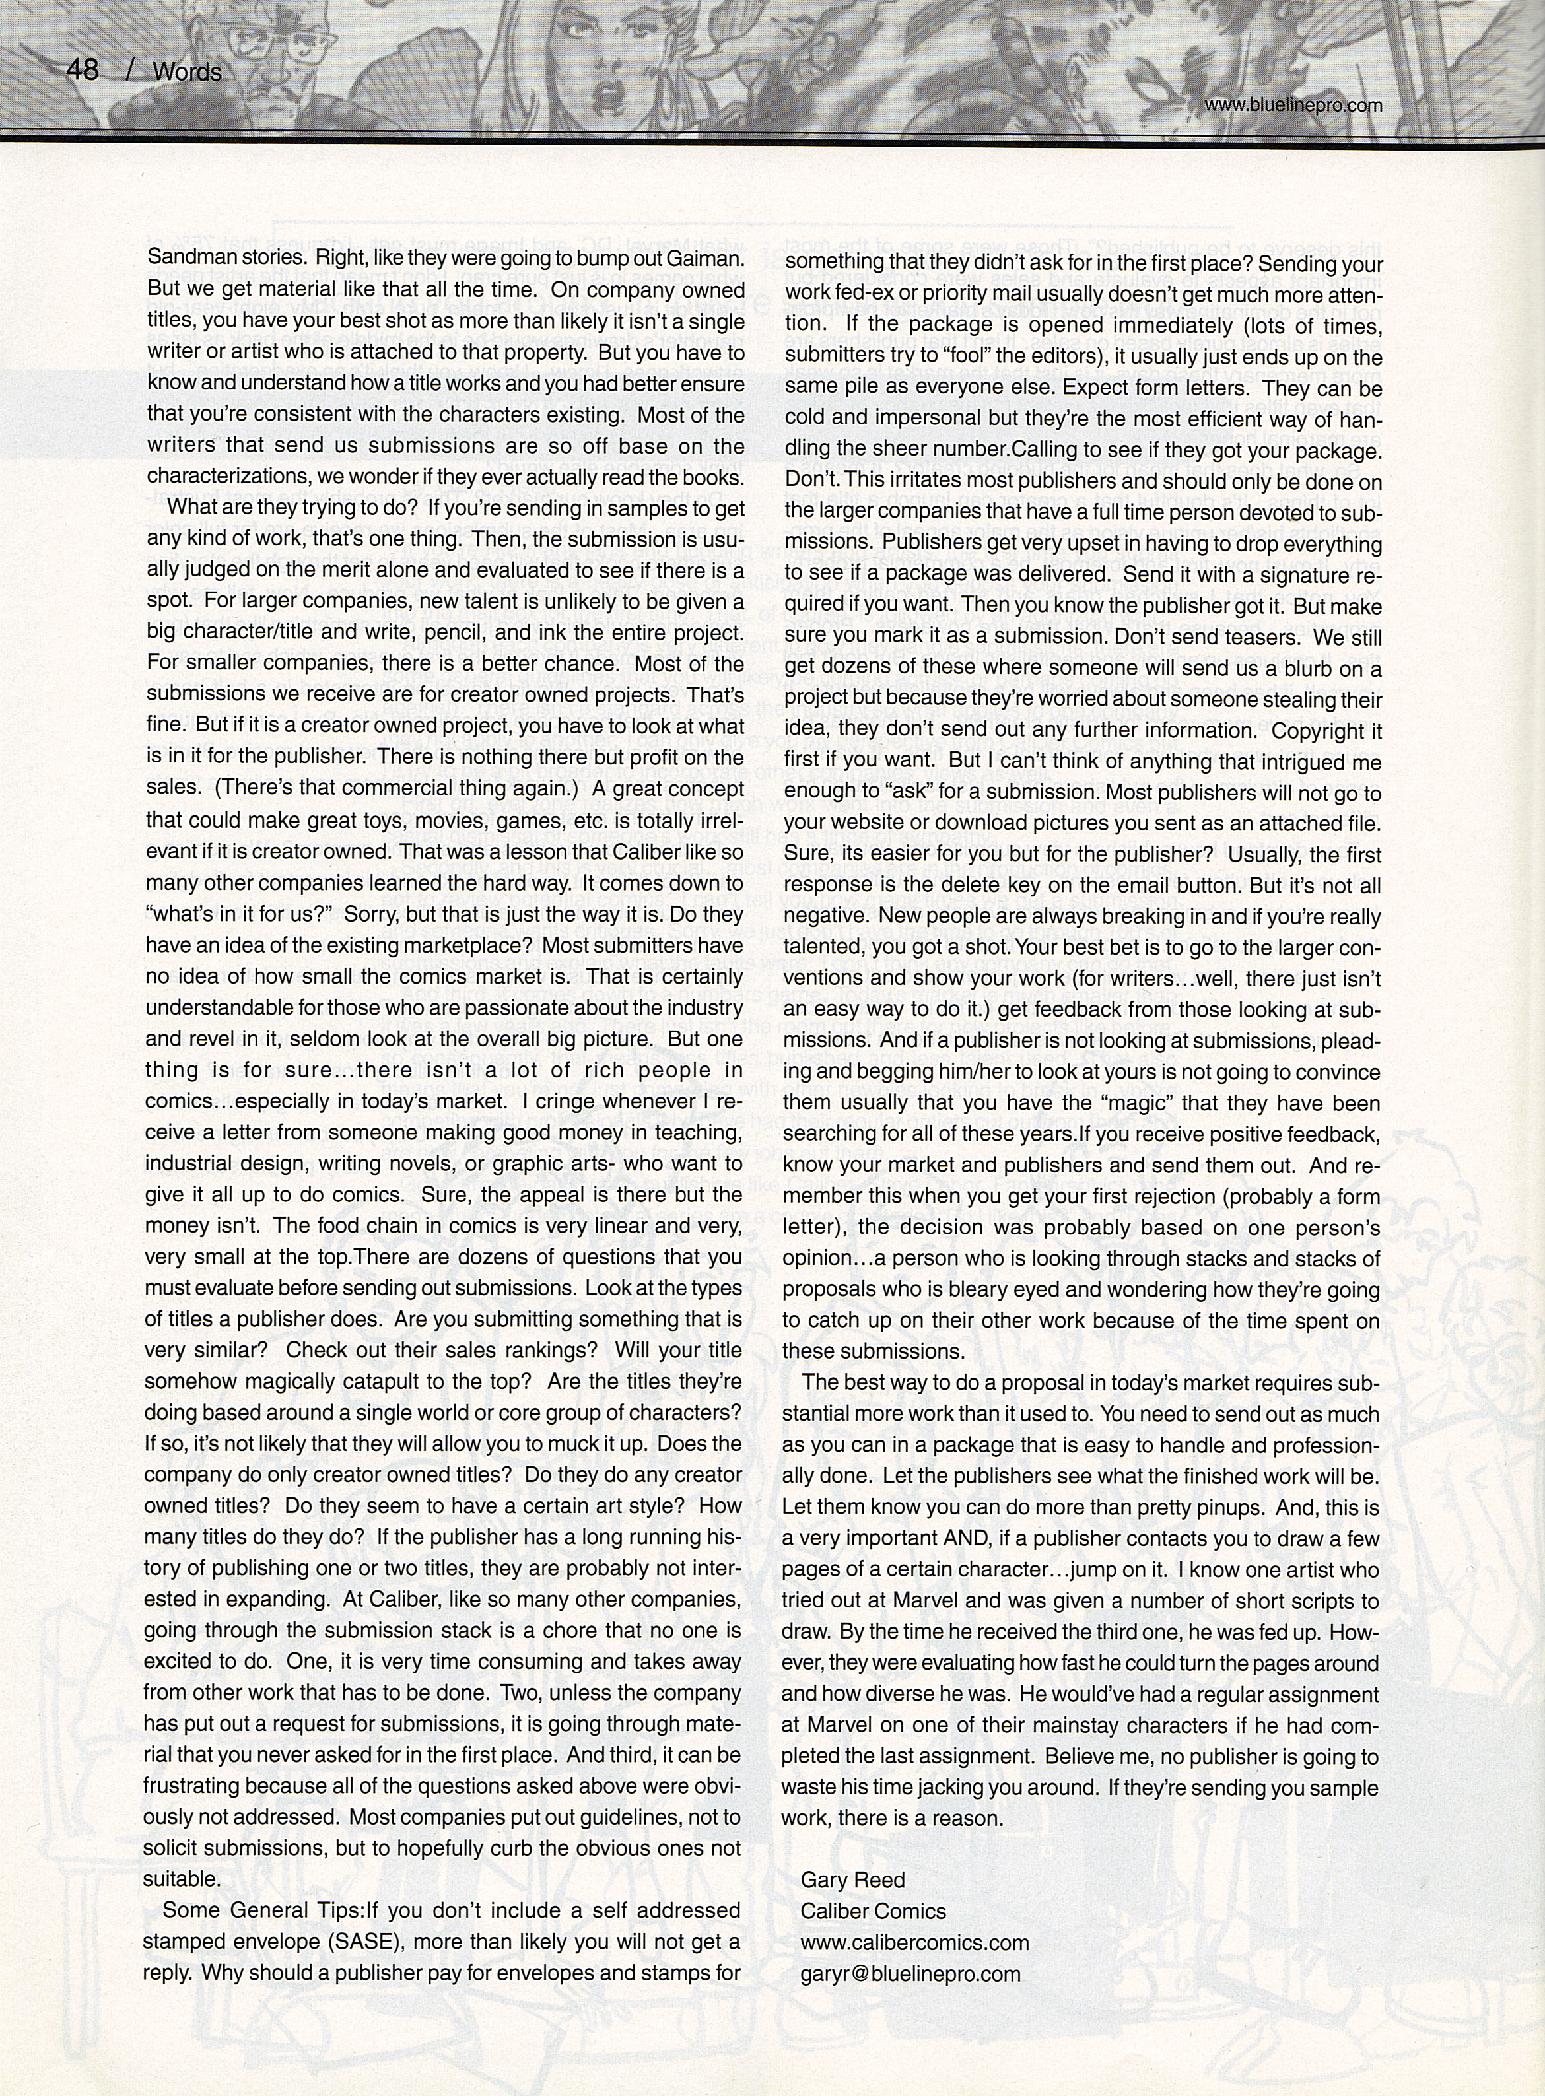 48 / Words
www.bluelinepro.com
Sandman stories. Right, like they were going to bump out Gaiman.
But we get material like that all the time. On company owned
titles, you have your best shot as more than likely it isn't a single
writer or artist who is attached to that property. But you have to
know and understand how a title works and you had better ensure
that you're consistent with the characters existing. Most of the
writers that send us submissions are so off base on the
characterizations, we wonder if they ever actually read the books.
What are they trying to do? If you're sending in samples to get
any kind of work, that's one thing. Then, the submission is usu-
ally judged on the merit alone and evaluated to see if there is a
spot. For larger companies, new talent is unlikely to be given a
big character/title and write, pencil, and ink the entire project.
For smaller companies, there is a better chance. Most of the
submissions we receive are for creator owned projects. That's
fine. But if it is a creator owned project, you have to look at what
is in it for the publisher. There is nothing there but profit on the
sales. (There's that commercial thing again.) A great concept
that could make great toys, movies, games, etc. is totally irrel-
evant if it is creator owned. That was a lesson that Caliber like so
many other companies learned the hard way. It comes down to
“what's in it for us?” Sorry, but that is just the way it is. Do they
have an idea of the existing marketplace? Most submitters have
no idea of how small the comics market is. That is certainly
understandable for those who are passionate about the industry
and revel in it, seldom look at the overall big picture. But one
thing is for sure...there isn't a lot of rich people in
comics...especially in today's market. I cringe whenever I re-
ceive a letter from someone making good money in teaching,
industrial design, writing novels, or graphic arts- who want to
give it all up to do comics. Sure, the appeal is there but the
money isn't. The food chain in comics is very linear and very,
very small at the top.There are dozens of questions that you
must evaluate before sending out submissions. Look at the types
of titles a publisher does. Are you submitting something that is
very similar? Check out their sales rankings? Will your title
somehow magically catapult to the top? Are the titles they're
doing based around a single world or core group of characters?
If so, it's not likely that they will allow you to muck it up. Does the
company do only creator owned titles? Do they do any creator
owned titles? Do they seem to have a certain art style? How
many titles do they do? If the publisher has a long running his-
tory of publishing one or two titles, they are probably not inter-
ested in expanding. At Caliber, like so many other companies,
going through the submission stack is a chore that no one is
excited to do. One, it is very time consuming and takes away
from other work that has to be done. Two, unless the company
has put out a request for submissions, it is going through mate-
rial that you never asked for in the first place. And third, it can be
frustrating because all of the questions asked above were obvi-
ously not addressed. Most companies put out guidelines, not to
solicit submissions, but to hopefully curb the obvious ones not
suitable.
Some General Tips:If you don't include a self addressed
stamped envelope (SASE), more than likely you will not get a
reply. Why should a publisher pay for envelopes and stamps for
something that they didn't ask for in the first place? Sending your
work fed-ex or priority mail usually doesn't get much more atten-
tion. If the package is opened immediately (lots of times,
submitters try to “fool” the editors), it usually just ends up on the
same pile as everyone else. Expect form letters. They can be
cold and impersonal but they're the most efficient way of han-
dling the sheer number.Calling to see if they got your package.
Don't. This irritates most publishers and should only be done on
the larger companies that have a full time person devoted to sub-
missions. Publishers get very upset in having to drop everything
to see if a package was delivered. Send it with a signature re-
quired if you want. Then you know the publisher got it. But make
sure you mark it as a submission. Don't send teasers. We still
get dozens of these where someone will send us a blurb on a
project but because they're worried about someone stealing their
idea, they don't send out any further information. Copyright it
first if you want. But I can't think of anything that intrigued me
enough to “ask” for a submission. Most publishers will not go to
your website or download pictures you sent as an attached file.
Sure, its easier for you but for the publisher? Usually, the first
response is the delete key on the email button. But it's not all
negative. New people are always breaking in and if you're really
talented, you got a shot. Your best bet is to go to the larger con-
ventions and show your work (for writers...well, there just isn't
an easy way to do it.) get feedback from those looking at sub-
missions. And if a publisher is not looking at submissions, plead-
ing and begging him/her to look at yours is not going to convince
them usually that you have the “magic” that they have been
searching for all of these years.If you receive positive feedback,
know your market and publishers and send them out. And re-
member this when you get your first rejection (probably a form
letter), the decision was probably based on one person's
opinion...a person who is looking through stacks and stacks of
proposals who is bleary eyed and wondering how they're going
to catch up on their other work because of the time spent on
these submissions.
The best way to do a proposal in today's market requires sub-
stantial more work than it used to. You need to send out as much
as you can in a package that is easy to handle and profession-
ally done. Let the publishers see what the finished work will be.
Let them know you can do more than pretty pinups. And, this is
a very important AND, if a publisher contacts you to draw a few
pages of a certain character...jump on it. I know one artist who
tried out at Marvel and was given a number of short scripts to
draw. By the time he received the third one, he was fed up. How-
ever, they were evaluating how fast he could turn the pages around
and how diverse he was. He would've had a regular assignment
at Marvel on one of their mainstay characters if he had com-
pleted the last assignment. Believe me, no publisher is going to
waste his time jacking you around. If they're sending you sample
work, there is a reason.
Gary Reed
Caliber Comics
www.calibercomics.com
garyr@bluelinepro.com